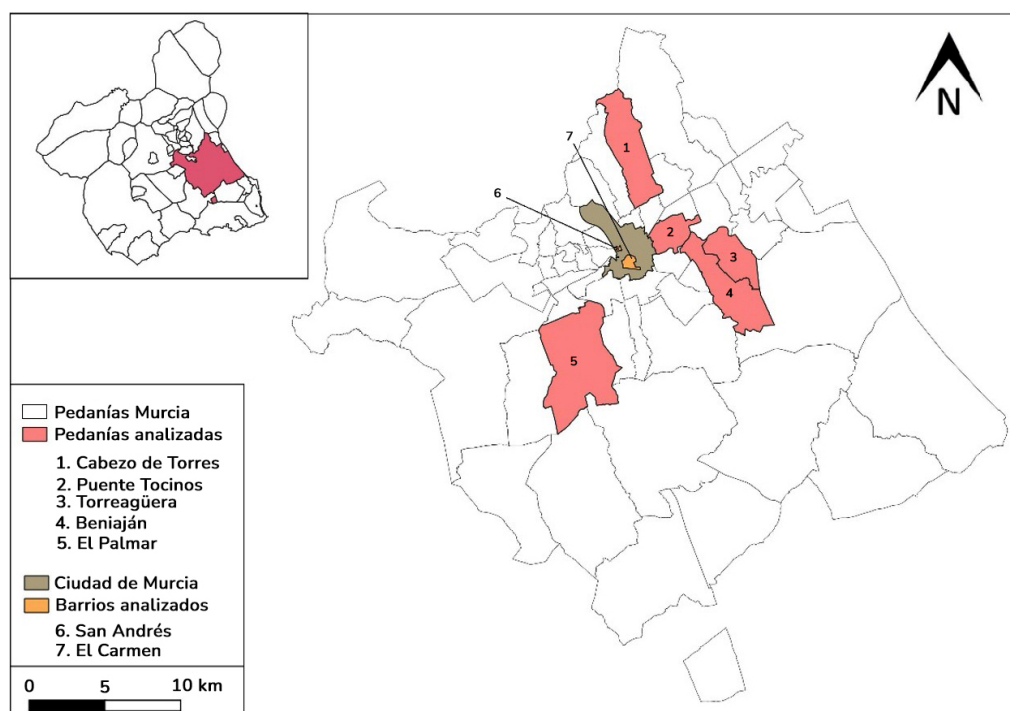 N
7
1
6
2
3
4
5
Pedanías Murcia
Pedanías analizadas
1. Cabezo de Torres
2. Puente Tocinos
3. Torreagüera
4. Beniaján
5. El Palmar
Ciudad de Murcia
Barrios analizados
6. San Andrés
7. El Carmen
0 5 10 km